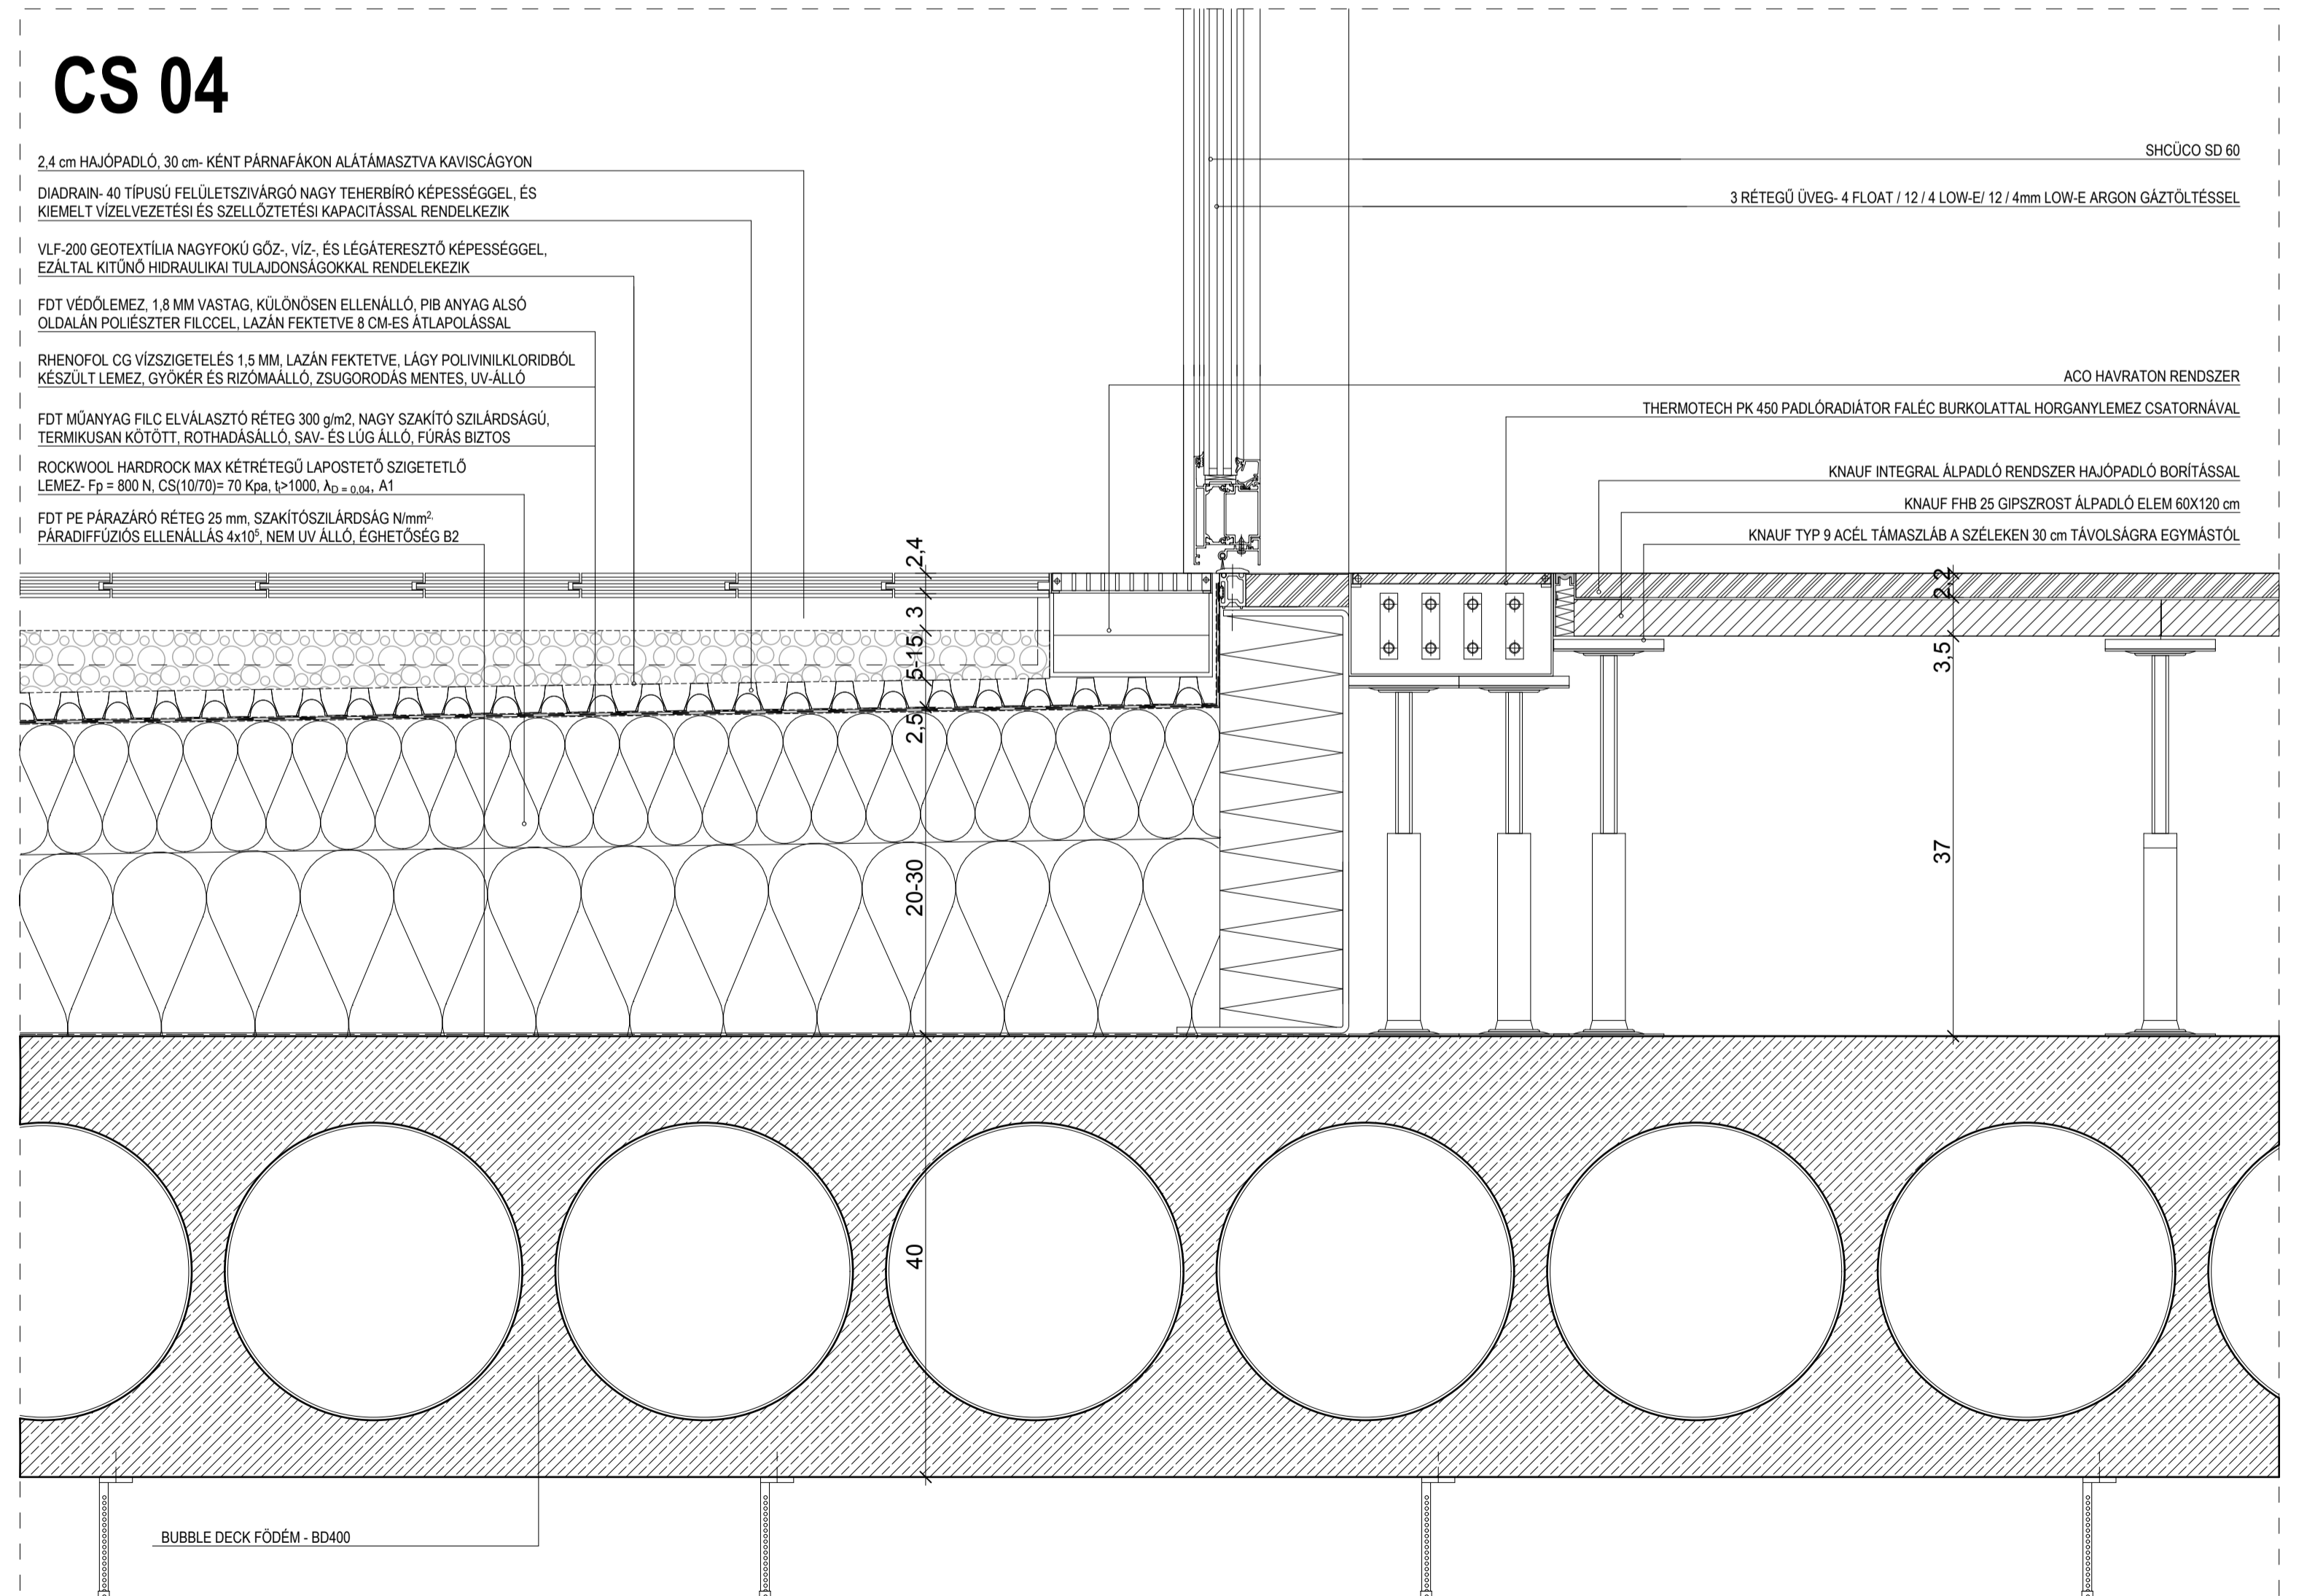 CS 04
2,4 cm HAJÓPADLÓ, 30 cm- KÉNT PÁRNAFÁKON ALÁTÁMASZTVA KAVISCÁGYON
DIADRAIN- 40 TÍPUSÚ FELÜLETSZIVÁRGÓ NAGY TEHERBÍRÓ KÉPESSÉGGEL, ÉS
KIEMELT VÍZELVEZETÉSI ÉS SZELLŐZTETÉSI KAPACITÁSSAL RENDELKEZIK
VLF-200 GEOTEXTÍLIA NAGYFOKÚ GŐZ-, VÍZ-, ÉS LÉGÁTERESZTŐ KÉPESSÉGGEL,
EZÁLTAL KITŰNŐ HIDRAULIKAI TULAJDONSÁGOKKAL RENDELEKEZIK
FDT VÉDŐLEMEZ, 1,8 MM VASTAG, KÜLÖNÖSEN ELLENÁLLÓ, PIB ANYAG ALSÓ
OLDALÁN POLIÉSZTER FILCCEL, LAZÁN FEKTETVE 8 CM-ES ÁTLAPOLÁSSAL
RHENOFOL CG VÍZSZIGETELÉS 1,5 MM, LAZÁN FEKTETVE, LÁGY POLIVINILKLORIDBÓL
KÉSZÜLT LEMEZ, GYÖKÉR ÉS RIZÓMAÁLLÓ, ZSUGORODÁS MENTES, UV-ÁLLÓ
FDT MŰANYAG FILC ELVÁLASZTÓ RÉTEG 300 g/m2, NAGY SZAKÍTÓ SZILÁRDSÁGÚ,
TERMIKUSAN KÖTÖTT, ROTHADÁSÁLLÓ, SAV- ÉS LÚG ÁLLÓ, FÚRÁS BIZTOS
ROCKWOOL HARDROCK MAX KÉTRÉTEGŰ LAPOSTETŐ SZIGETETLŐ
LEMEZ- Fp = 800 N, CS(10/70)= 70 Kpa, tᵢ>1000, λD = 0,04, A1
FDT PE PÁRAZÁRÓ RÉTEG 25 mm, SZAKÍTÓSZILÁRDSÁG N/mm²,
PÁRADIFFÚZIÓS ELLENÁLLÁS 4x10⁵, NEM UV ÁLLÓ, ÉGHETŐSÉG B2
SHCÜCO SD 60
3 RÉTEGŰ ÜVEG- 4 FLOAT / 12 / 4 LOW-E/ 12 / 4mm LOW-E ARGON GÁZTÖLTÉSSEL
ACO HAVRATON RENDSZER
THERMOTECH PK 450 PADLÓRADIÁTOR FALÉC BURKOLATTAL HORGANYLEMEZ CSATORNÁVAL
KNAUF INTEGRAL ÁLPADLÓ RENDSZER HAJÓPADLÓ BORÍTÁSSAL
KNAUF FHB 25 GIPSZROST ÁLPADLÓ ELEM 60X120 cm
KNAUF TYP 9 ACÉL TÁMASZLÁB A SZÉLEKEN 30 cm TÁVOLSÁGRA EGYMÁSTÓL
2,4
3
5-15
2,5
20-30
40
2,2
3,5
37
BUBBLE DECK FÖDÉM - BD400